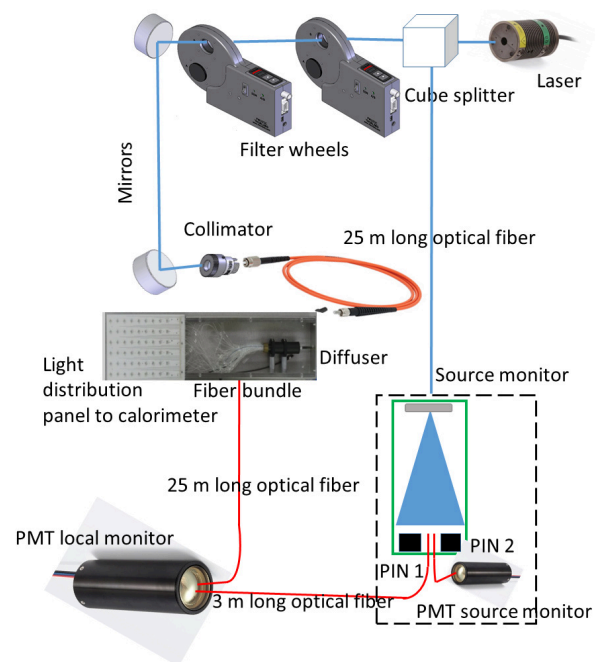 Laser
Cube splitter
Filter wheels
Mirrors
Collimator
25 m long optical fiber
Diffuser
Light
distribution
panel to calorimeter
Fiber bundle
Source monitor
25 m long optical fiber
PMT local monitor
PIN 1
PIN 2
3 m long optical fiber
PMT source monitor